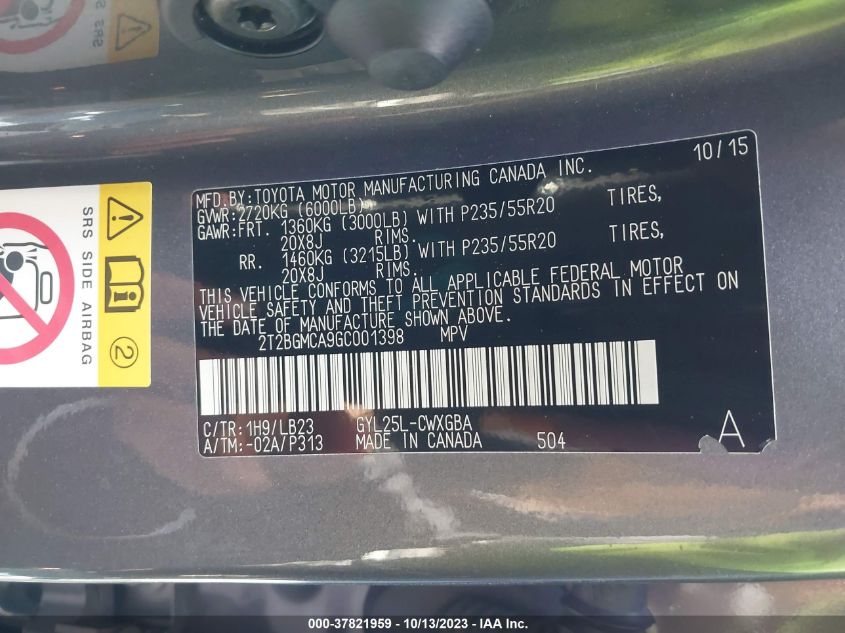 SRS
SRS SIDE AIRBAG
2
10/15
MFD.BY:TOYOTA MOTOR MANUFACTURING CANADA INC.
GVWR:2720KG (6000LB)
GAWR:FRT. 1360KG (3000LB) WITH P235/55R20 TIRES,
20X8J RIMS.
RR. 1460KG (3215LB) WITH P235/55R20 TIRES,
20X8J RIMS.
THIS VEHICLE CONFORMS TO ALL APPLICABLE FEDERAL MOTOR
VEHICLE SAFETY AND THEFT PREVENTION STANDARDS IN EFFECT ON
THE DATE OF MANUFACTURE SHOWN ABOVE.
2T2BGMCA9GC001398 MPV
C/TR:1H9/LB23 GYL25L-CWXGBA
A/TM:-02A/P313 MADE IN CANADA 504
A
000-37821959 - 10/13/2023 - IAA Inc.